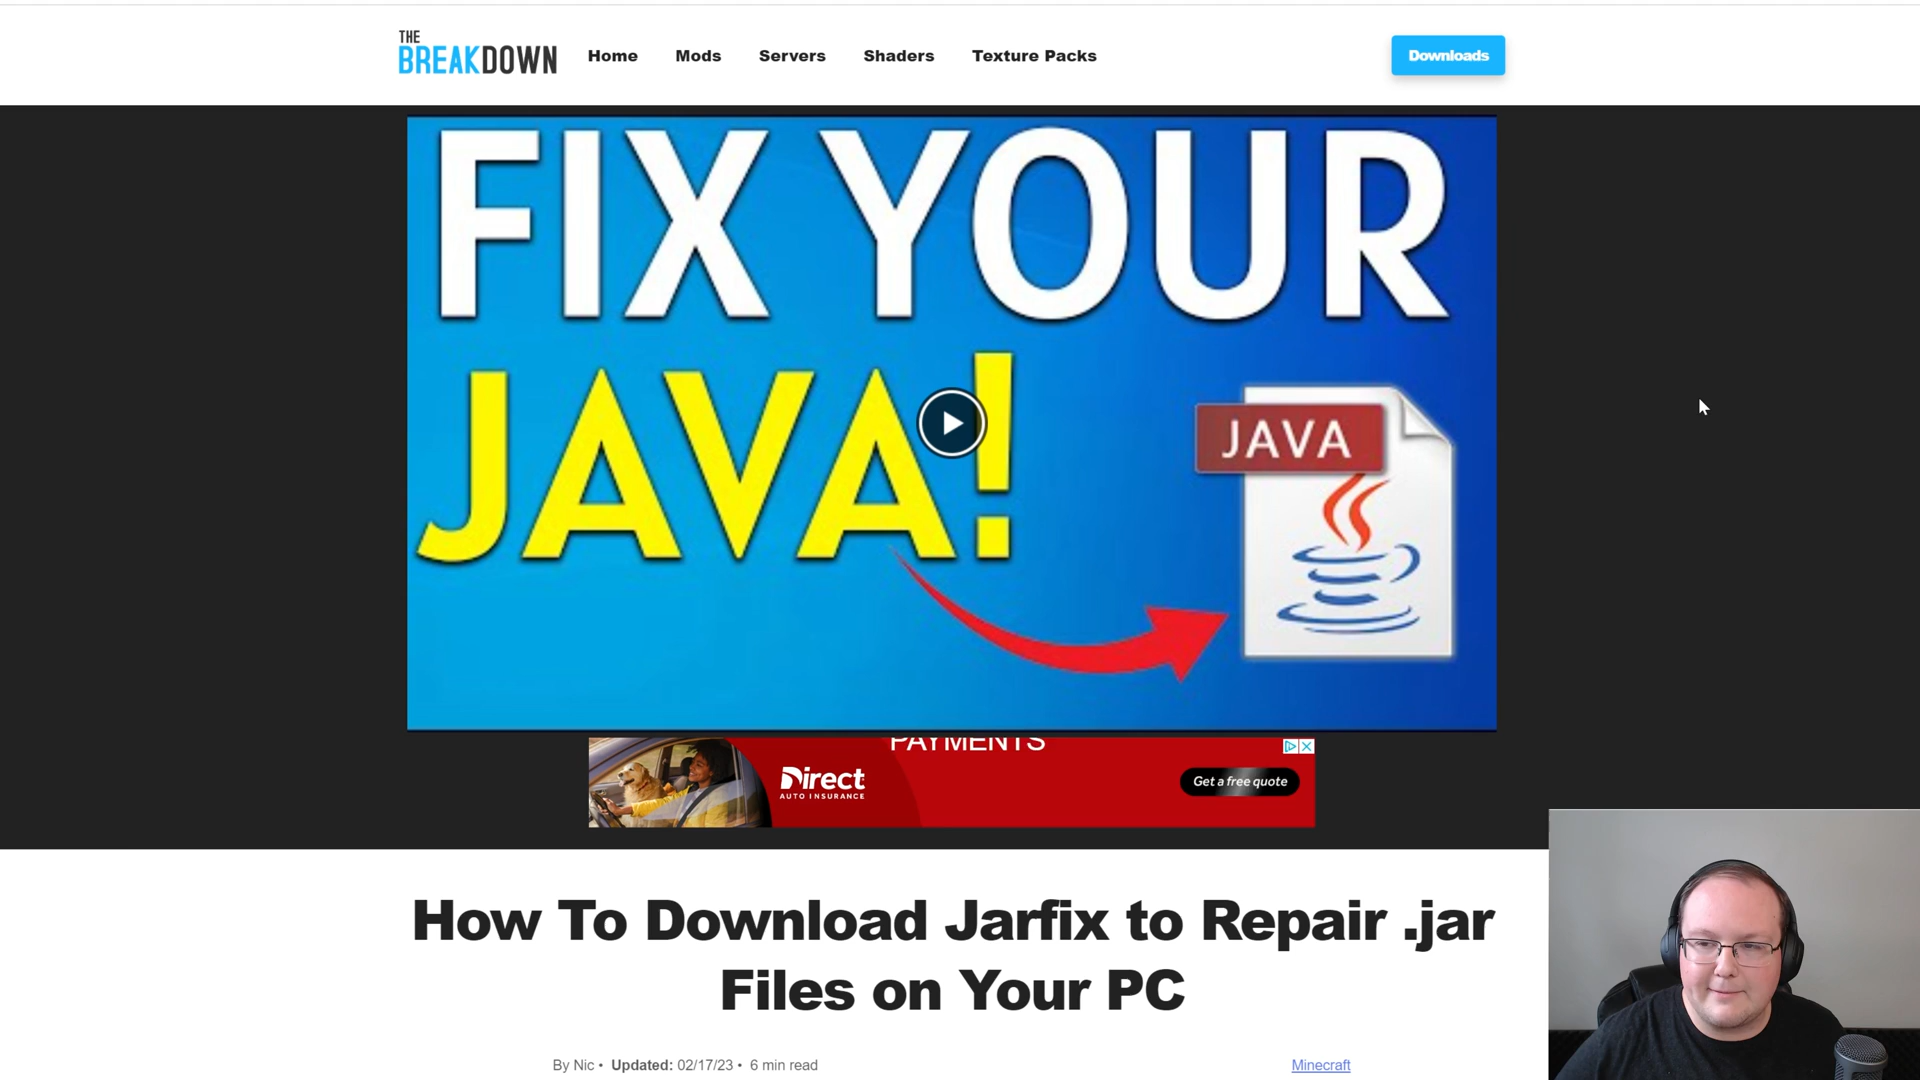 THE
BREAKDOWN
Home Mods Servers Shaders Texture Packs Downloads
FIX YOUR
JAVA!
JAVA
PAYMENTS
Direct
AUTO INSURANCE
Get a free quote
How To Download Jarfix to Repair .jar
Files on Your PC
By Nic • Updated: 02/17/23 • 6 min read Minecraft